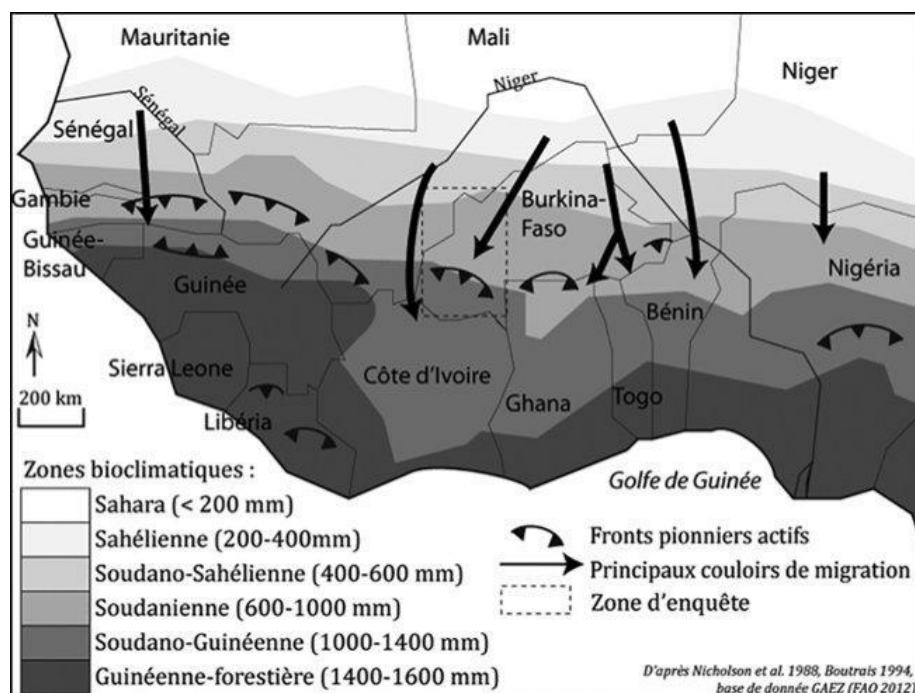 Mauritanie
Mali
Niger
Niger
Sénégal
Sénégal
Gambie
Burkina-
Faso
Guinée-
Bissau
Guinée
Nigéria
Bénin
N
Sierra Leone
Côte d'Ivoire
200 km
Ghana
Togo
Libéria
Golfe de Guinée
Zones bioclimatiques :
Sahara (< 200 mm)
Sahélienne (200-400mm)
Soudano-Sahélienne (400-600 mm)
Soudanienne (600-1000 mm)
Soudano-Guinéenne (1000-1400 mm)
Guinéenne-forestière (1400-1600 mm)
Fronts pionniers actifs
Principaux couloirs de migration
Zone d'enquête
D'après Nicholson et al. 1988, Boutrais 1994,
base de donnée GAEZ (FAO 2012)